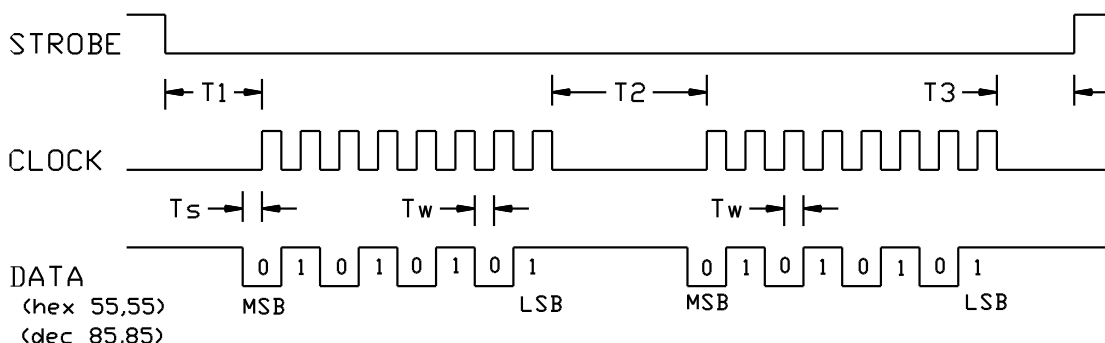 STROBE
T1 T2 T3
CLOCK
Ts Tw Tw
DATA 0 1 0 1 0 1 0 1 0 1 0 1 0 1 0 1
(hex 55,55) MSB LSB MSB LSB
(dec 85,85)